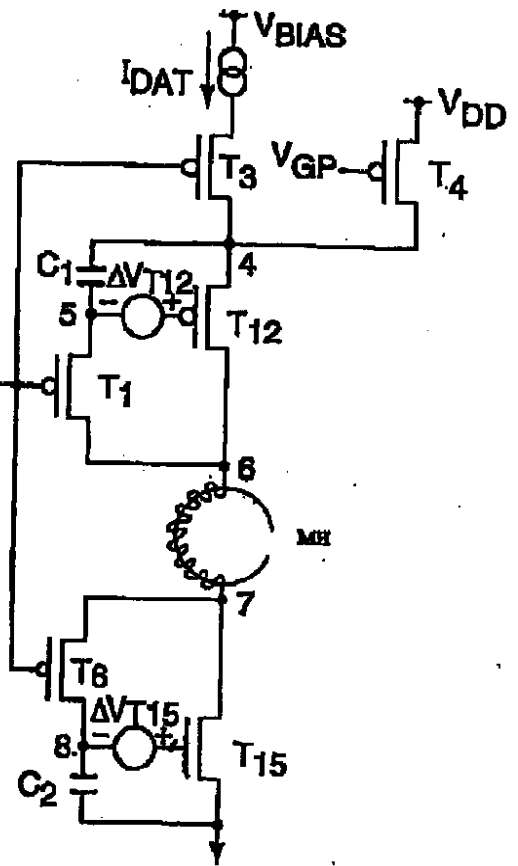 VBIAS
IDAT
VDD
T3
VGP
T4
C1
4
ΔVT12
5
- +
T12
T1
6
MH
7
T6
ΔVT15
8.
- +
T15
C2